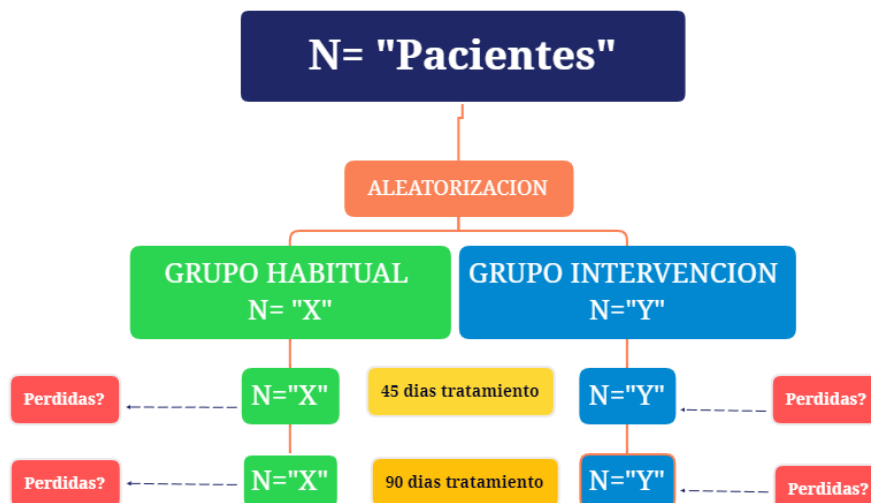 N= "Pacientes"
ALEATORIZACION
GRUPO HABITUAL
N= "X"
GRUPO INTERVENCION
N="Y"
Perdidas?
N="X"
45 dias tratamiento
N="Y"
Perdidas?
Perdidas?
N="X"
90 dias tratamiento
N="Y"
Perdidas?